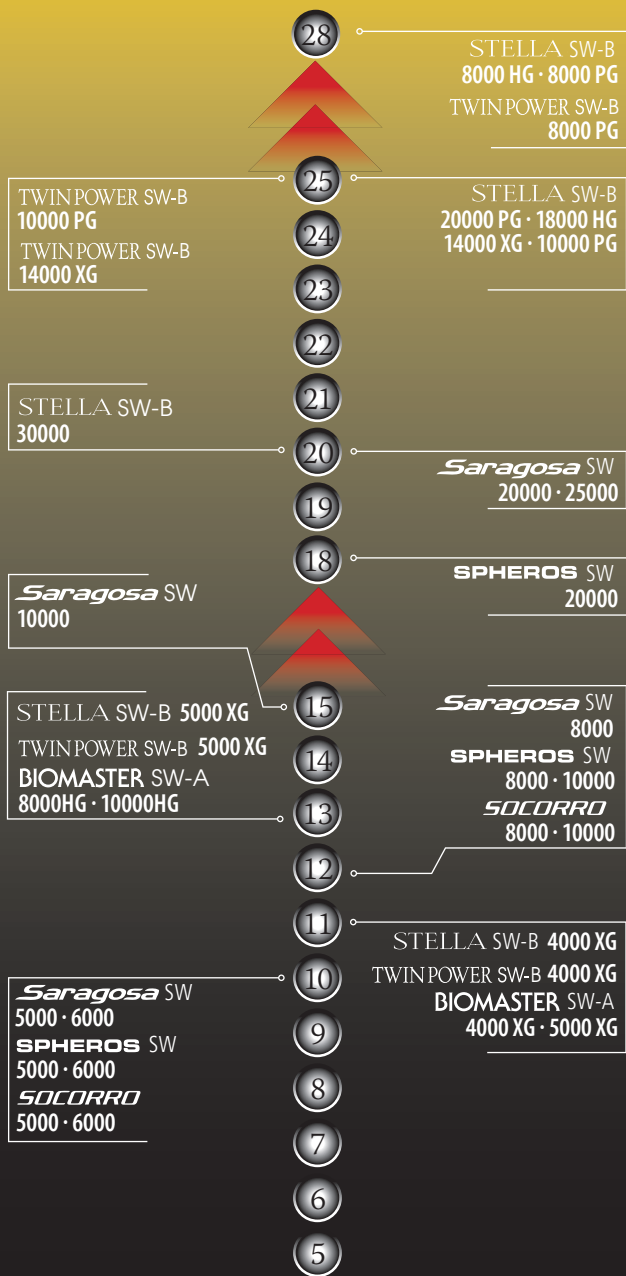 28
STELLA SW-B
8000 HG · 8000 PG
TWIN POWER SW-B
8000 PG
25
TWIN POWER SW-B
10000 PG
TWIN POWER SW-B
14000 XG
STELLA SW-B
20000 PG · 18000 HG
14000 XG · 10000 PG
24
23
22
21
STELLA SW-B
30000
20
Saragosa SW
20000 · 25000
19
18
SPHEROS SW
20000
Saragosa SW
10000
15
STELLA SW-B 5000 XG
TWIN POWER SW-B 5000 XG
BIOMASTER SW-A
8000HG · 10000HG
Saragosa SW
8000
SPHEROS SW
8000 · 10000
SOCORRO
8000 · 10000
14
13
12
11
STELLA SW-B 4000 XG
TWIN POWER SW-B 4000 XG
BIOMASTER SW-A
4000 XG · 5000 XG
10
Saragosa SW
5000 · 6000
SPHEROS SW
5000 · 6000
SOCORRO
5000 · 6000
9
8
7
6
5